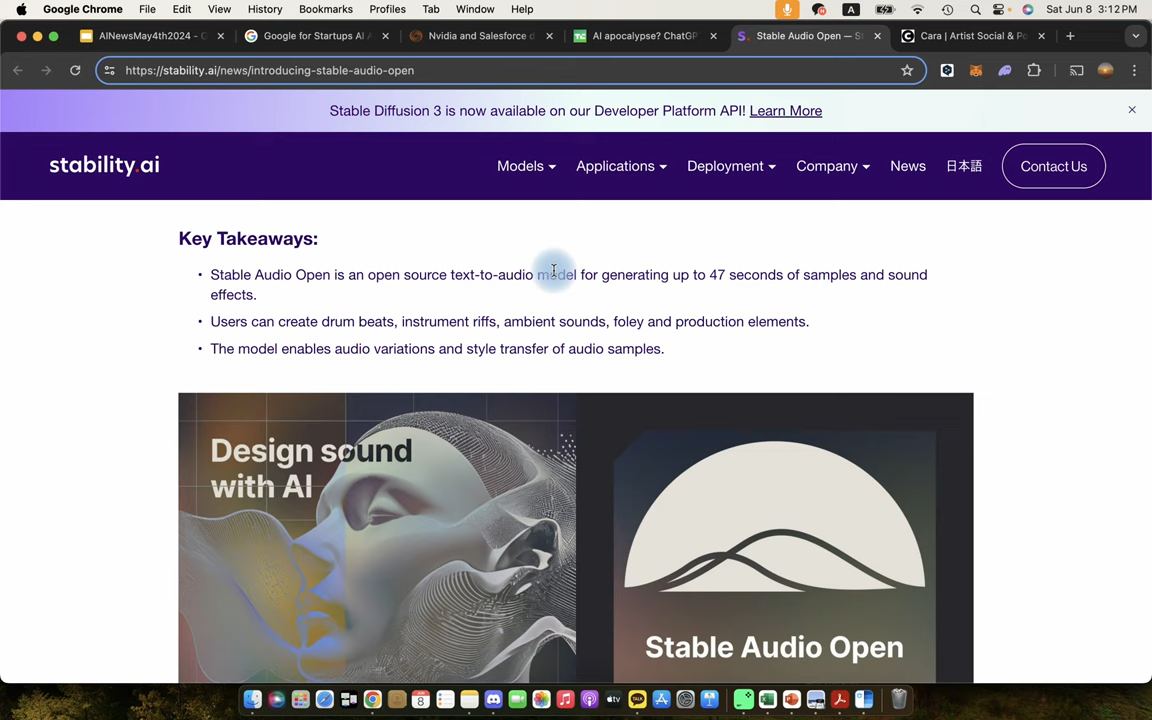 Google Chrome File Edit View History Bookmarks Profiles Tab Window Help A Sat Jun 8 3:12 PM
AINewsMay4th2024 - G Google for Startups AI A Nvidia and Salesforce d AI apocalypse? ChatGP Stable Audio Open — S Cara | Artist Social & Po
https://stability.ai/news/introducing-stable-audio-open
Stable Diffusion 3 is now available on our Developer Platform API! Learn More
stability.ai Models Applications Deployment Company News 日本語 Contact Us
Key Takeaways:
• Stable Audio Open is an open source text-to-audio model for generating up to 47 seconds of samples and sound
effects.
• Users can create drum beats, instrument riffs, ambient sounds, foley and production elements.
• The model enables audio variations and style transfer of audio samples.
Design sound
with AI
Stable Audio Open